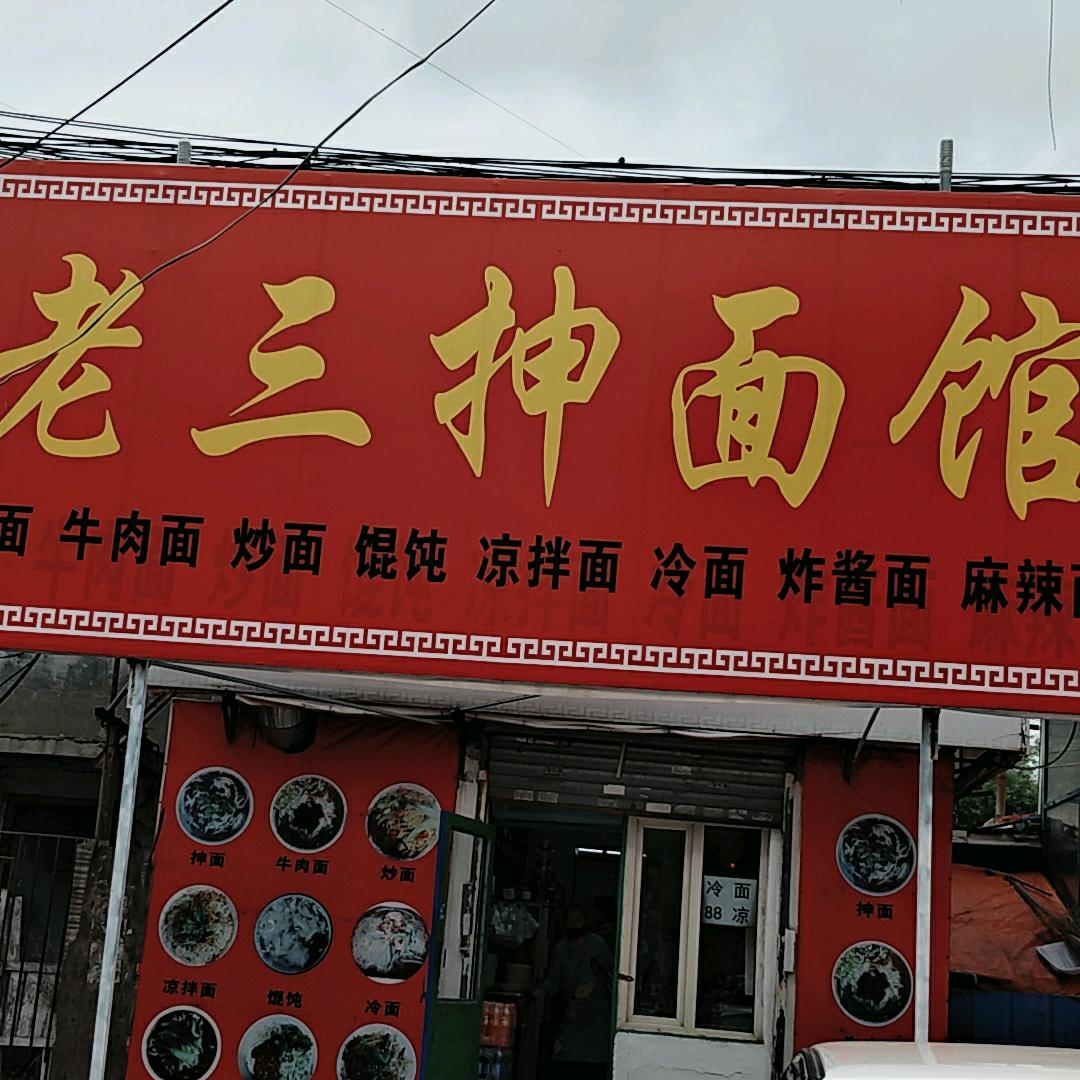 老三抻面馆
面 牛肉面 炒面 馄饨 凉拌面 冷面 炸酱面 麻辣面
抻面 牛肉面 炒面
凉拌面 馄饨 冷面
冷面
88 凉
抻面